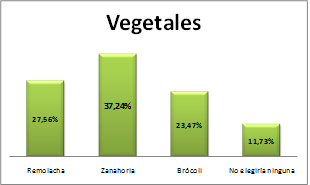 Vegetales
27,56%
37,24%
23,47%
11,73%
Remolacha Zanahoria Brócoli No elegiría ninguna